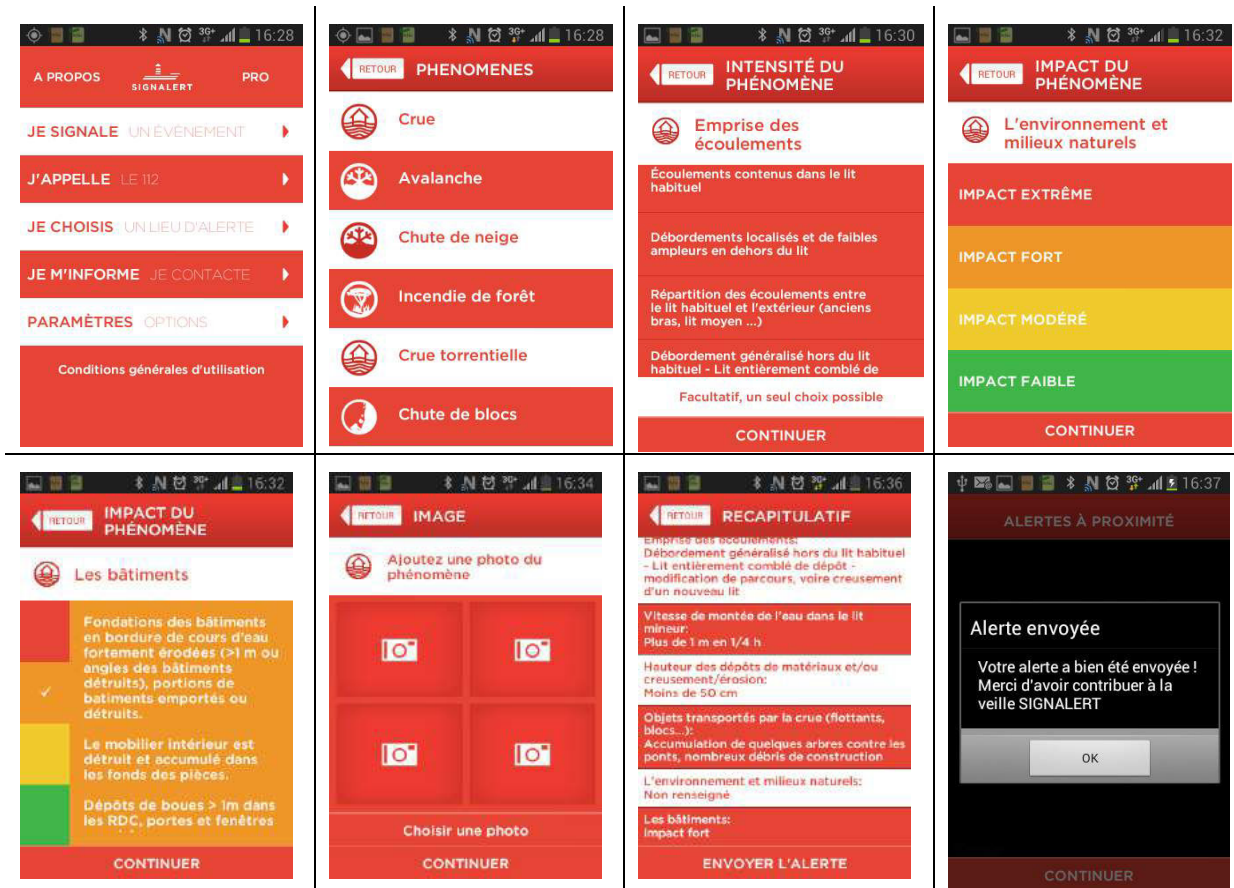 3G+ 16:28
A PROPOS SIGNALERT PRO
JE SIGNALE UN ÉVÉNEMENT
J'APPELLE LE 112
JE CHOISIS UN LIEU D'ALERTE
JE M'INFORME JE CONTACTE
PARAMÈTRES OPTIONS
Conditions générales d'utilisation
3G+ 16:28
RETOUR PHENOMENES
Crue
Avalanche
Chute de neige
Incendie de forêt
Crue torrentielle
Chute de blocs
3G+ 16:30
RETOUR INTENSITÉ DU
PHÉNOMÈNE
Emprise des
écoulements
Écoulements contenus dans le lit
habituel
Débordements localisés et de faibles
ampleurs en dehors du lit
Répartition des écoulements entre
le lit habituel et l'extérieur (anciens
bras, lit moyen ...)
Débordement généralisé hors du lit
habituel - Lit entièrement comblé de
Facultatif, un seul choix possible
CONTINUER
3G+ 16:32
RETOUR IMPACT DU
PHÉNOMÈNE
L'environnement et
milieux naturels
IMPACT EXTRÊME
IMPACT FORT
IMPACT MODÉRÉ
IMPACT FAIBLE
CONTINUER
3G+ 16:32
RETOUR IMPACT DU
PHÉNOMÈNE
Les bâtiments
Fondations des bâtiments
en bordure de cours d'eau
fortement érodées (>1 m ou
angles des bâtiments
détruits), portions de
batiments emportés ou
détruits.
Le mobilier intérieur est
détruit et accumulé dans
les fonds des pièces.
Dépôts de boues > 1m dans
les RDC, portes et fenêtres
CONTINUER
3G+ 16:34
RETOUR IMAGE
Ajoutez une photo du
phénomène
Choisir une photo
CONTINUER
3G+ 16:36
RETOUR RECAPITULATIF
Emprise des écoulements:
Débordement généralisé hors du lit habituel
- Lit entièrement comblé de dépôt -
modification de parcours, voire creusement
d'un nouveau lit
Vitesse de montée de l'eau dans le lit
mineur:
Plus de 1 m en 1/4 h
Hauteur des dépôts de matériaux et/ou
creusement/érosion:
Moins de 50 cm
Objets transportés par la crue (flottants,
blocs...):
Accumulation de quelques arbres contre les
ponts, nombreux débris de construction
L'environnement et milieux naturels:
Non renseigné
Les bâtiments:
Impact fort
ENVOYER L'ALERTE
3G+ 16:37
ALERTES À PROXIMITÉ
Alerte envoyée
Votre alerte a bien été envoyée !
Merci d'avoir contribuer à la
veille SIGNALERT
OK
CONTINUER